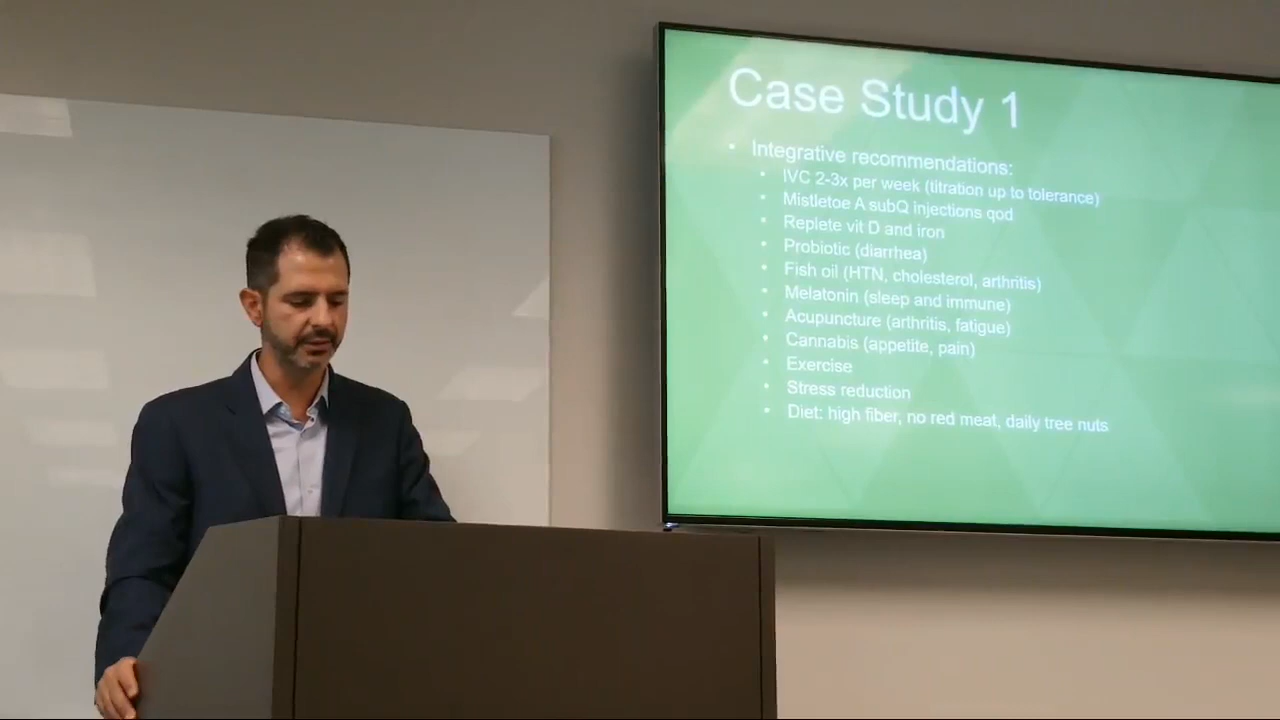 Case Study 1
• Integrative recommendations:
• IVC 2-3x per week (titration up to tolerance)
• Mistletoe A subQ injections qod
• Replete vit D and iron
• Probiotic (diarrhea)
• Fish oil (HTN, cholesterol, arthritis)
• Melatonin (sleep and immune)
• Acupuncture (arthritis, fatigue)
• Cannabis (appetite, pain)
• Exercise
• Stress reduction
• Diet: high fiber, no red meat, daily tree nuts